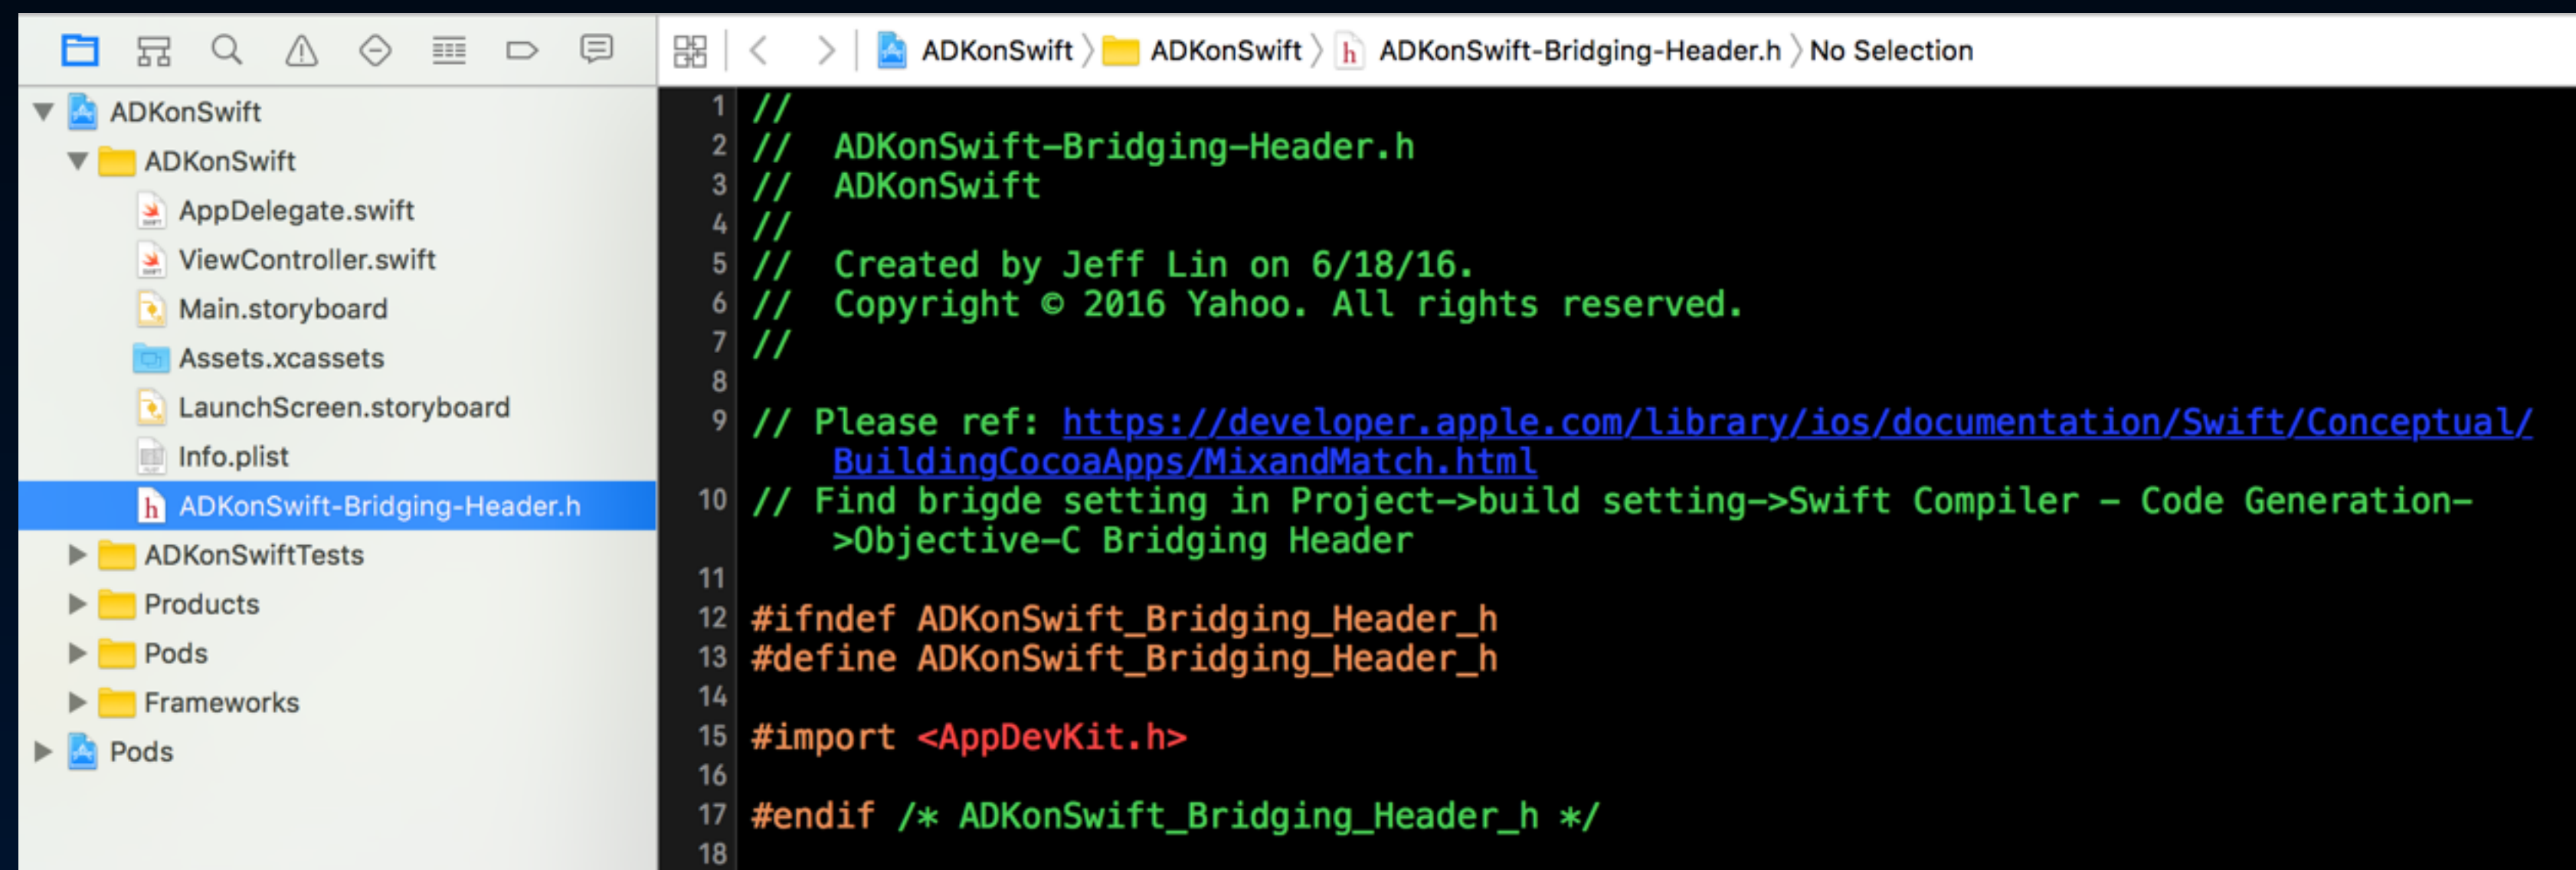 ADKonSwift
ADKonSwift
AppDelegate.swift
ViewController.swift
Main.storyboard
Assets.xcassets
LaunchScreen.storyboard
Info.plist
h ADKonSwift-Bridging-Header.h
ADKonSwiftTests
Products
Pods
Frameworks
Pods
ADKonSwift 〉 ADKonSwift 〉 h ADKonSwift-Bridging-Header.h 〉 No Selection
1 //
2 //  ADKonSwift-Bridging-Header.h
3 //  ADKonSwift
4 //
5 //  Created by Jeff Lin on 6/18/16.
6 //  Copyright © 2016 Yahoo. All rights reserved.
7 //
8
9 // Please ref: https://developer.apple.com/library/ios/documentation/Swift/Conceptual/
BuildingCocoaApps/MixandMatch.html
10 // Find brigde setting in Project->build setting->Swift Compiler - Code Generation-
>Objective-C Bridging Header
11
12 #ifndef ADKonSwift_Bridging_Header_h
13 #define ADKonSwift_Bridging_Header_h
14
15 #import <AppDevKit.h>
16
17 #endif /* ADKonSwift_Bridging_Header_h */
18